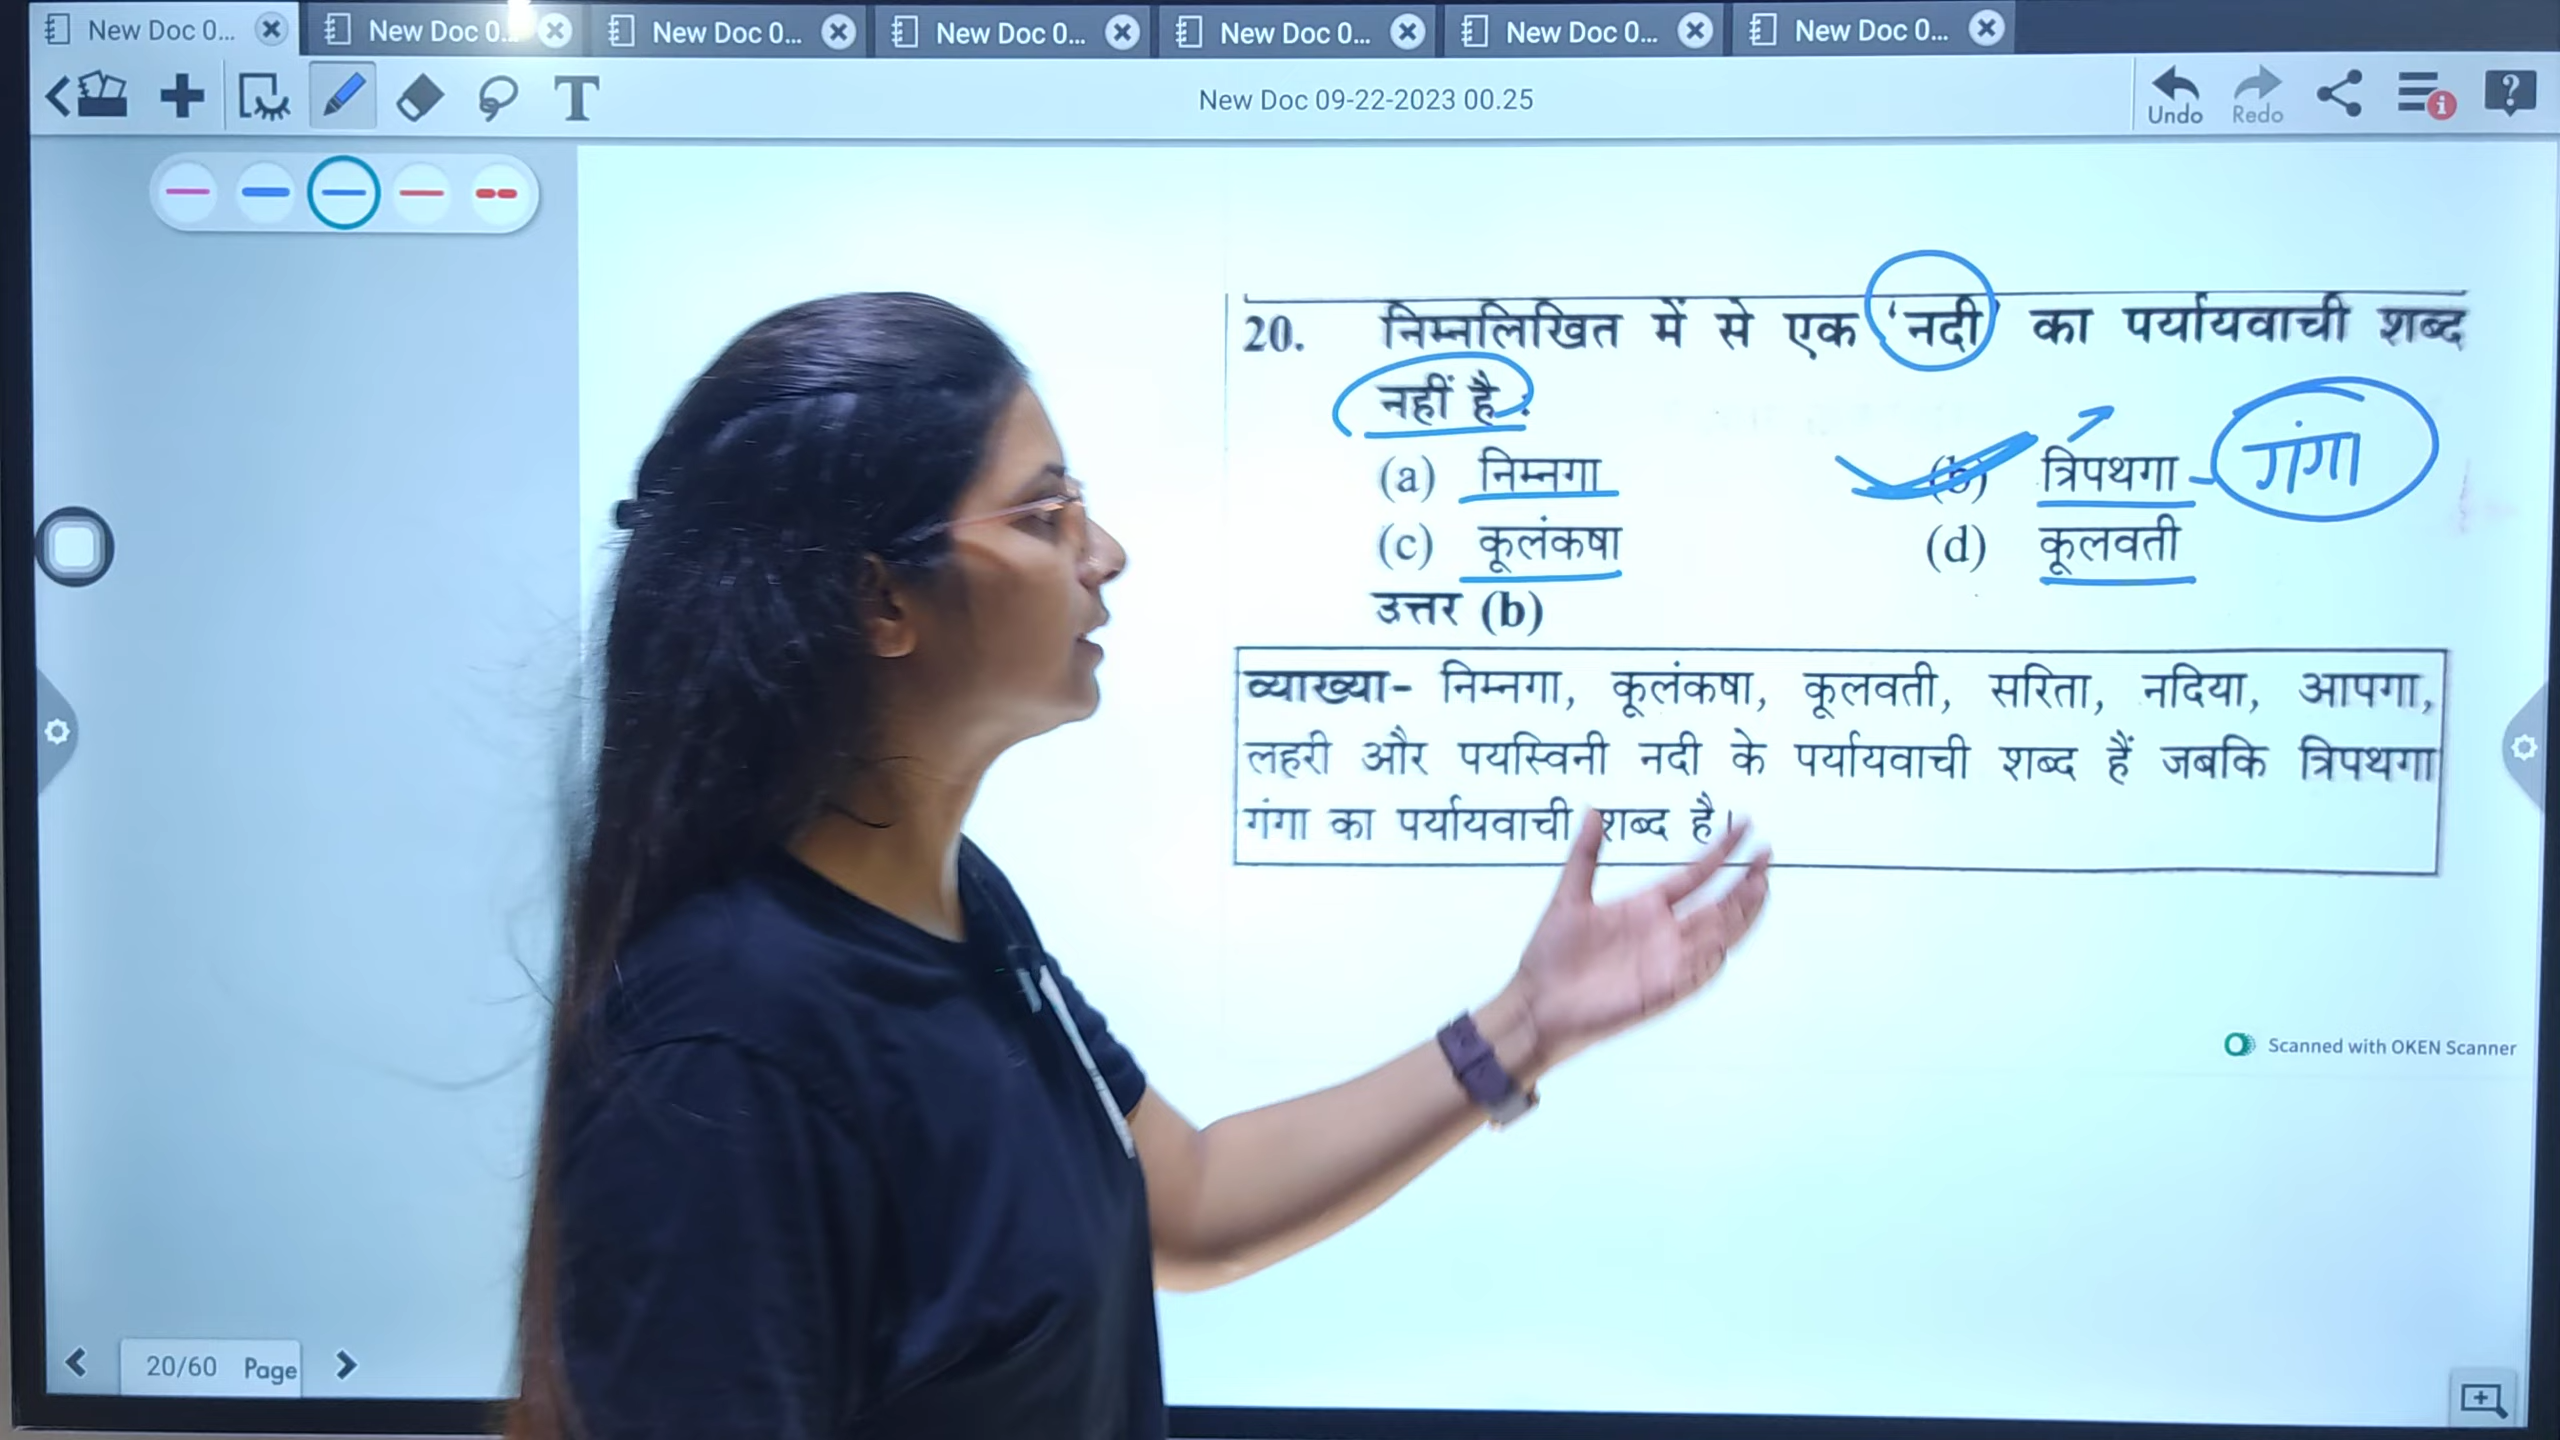 New Doc 0... New Doc 0... New Doc 0... New Doc 0... New Doc 0... New Doc 0... New Doc 0...
T New Doc 09-22-2023 00.25 Undo Redo
20. निम्नलिखित में से एक 'नदी' का पर्यायवाची शब्द
नहीं है :
(a) निम्नगा (b) त्रिपथगा - गंगा
(c) कूलंकषा (d) कूलवती
उत्तर (b)
व्याख्या- निम्नगा, कूलंकषा, कूलवती, सरिता, नदिया, आपगा,
लहरी और पयस्विनी नदी के पर्यायवाची शब्द हैं जबकि त्रिपथगा
गंगा का पर्यायवाची शब्द है।
Scanned with OKEN Scanner
20/60 Page